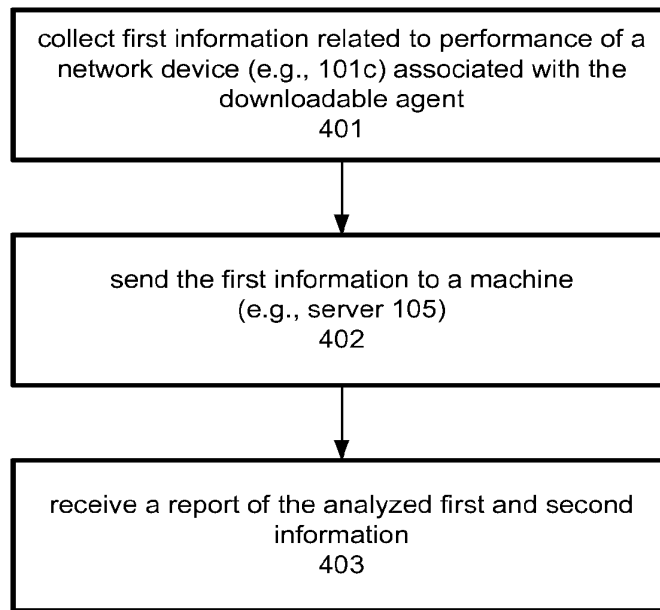 collect first information related to performance of a
network device (e.g., 101c) associated with the
downloadable agent
401
send the first information to a machine
(e.g., server 105)
402
receive a report of the analyzed first and second
information
403